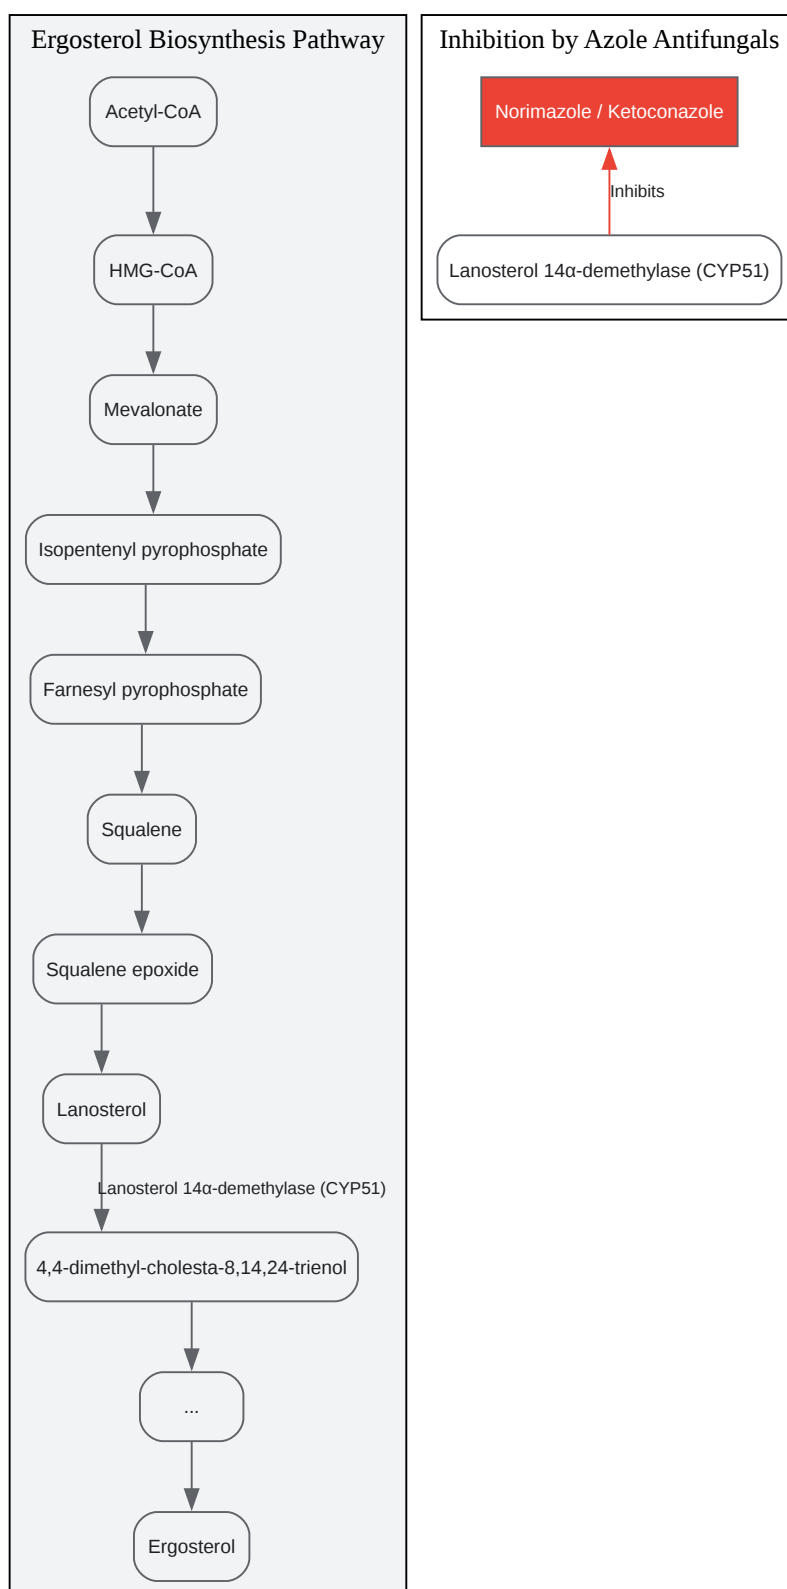 Ergosterol Biosynthesis Pathway
Acetyl-CoA
HMG-CoA
Mevalonate
Isopentenyl pyrophosphate
Farnesyl pyrophosphate
Squalene
Squalene epoxide
Lanosterol
Lanosterol 14α-demethylase (CYP51)
4,4-dimethyl-cholesta-8,14,24-trienol
...
Ergosterol
Inhibition by Azole Antifungals
Norimazole / Ketoconazole
Inhibits
Lanosterol 14α-demethylase (CYP51)